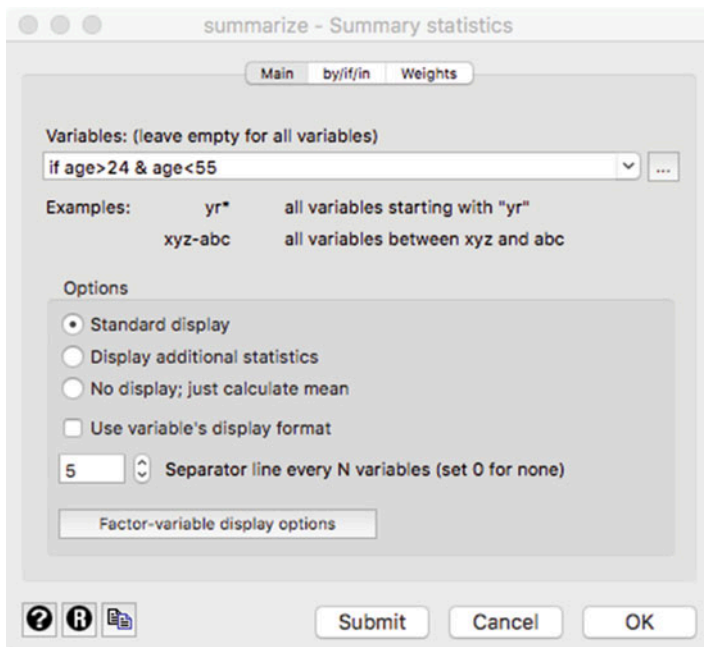 summarize - Summary statistics
Main by/if/in Weights
Variables: (leave empty for all variables)
if age>24 & age<55 ...
Examples: yr* all variables starting with "yr"
xyz-abc all variables between xyz and abc
Options
Standard display
Display additional statistics
No display; just calculate mean
Use variable's display format
5 Separator line every N variables (set 0 for none)
Factor-variable display options
? R Submit Cancel OK